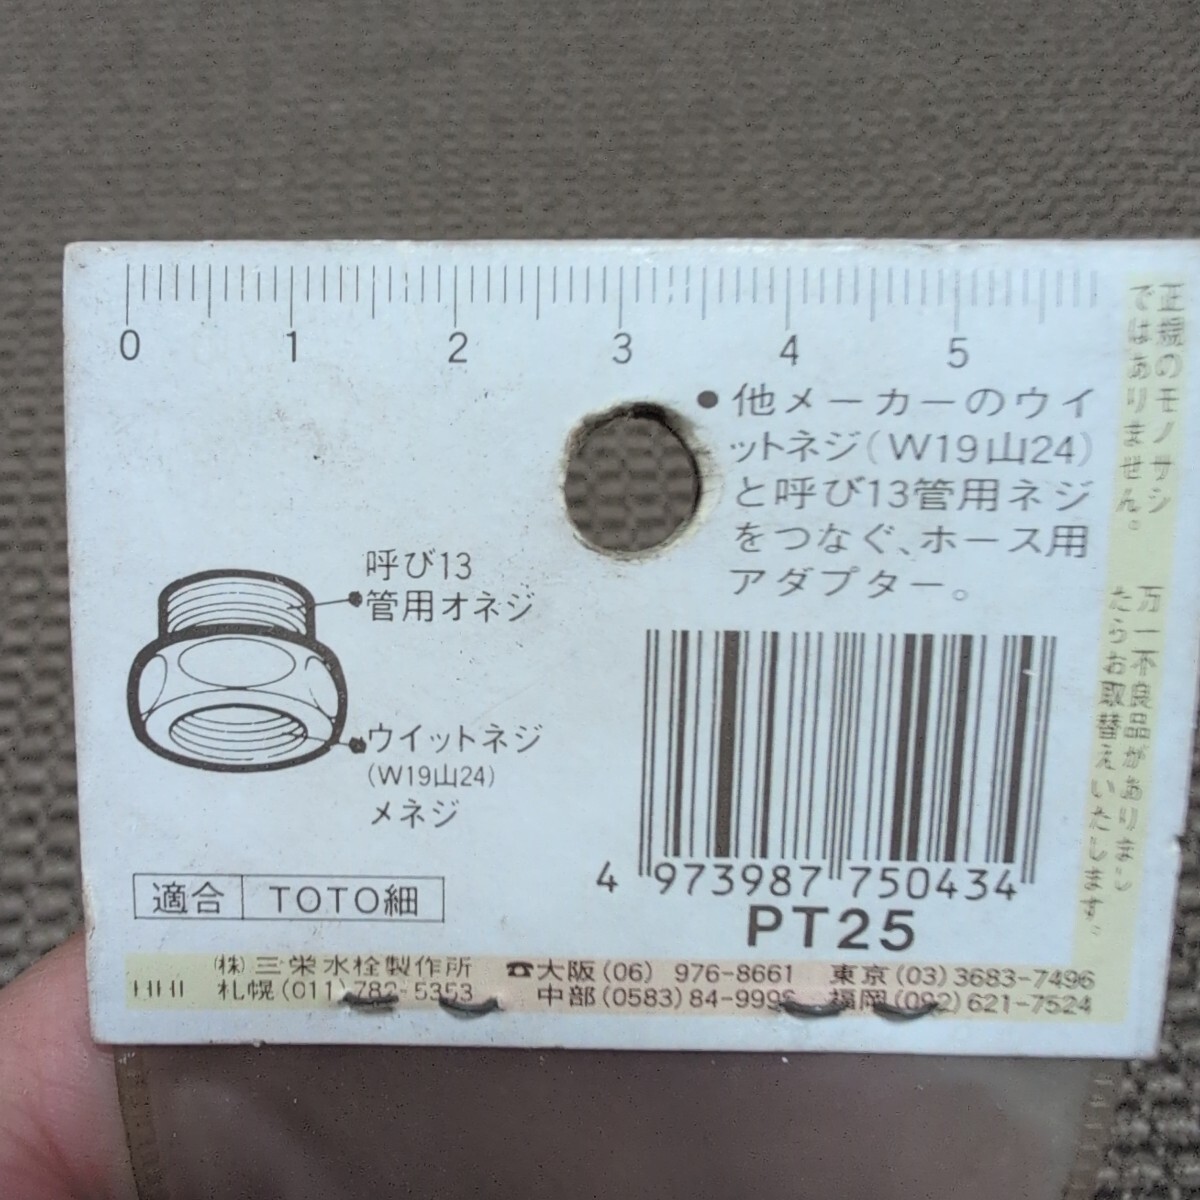 0 1 2 3 4 5
正規のモノサシ
ではありません。
●他メーカーのウイ
ットネジ(W19山24)
と呼び13管用ネジ
をつなぐ、ホース用
アダプター。
呼び13
管用オネジ
ウイットネジ
(W19山24)
メネジ
万一不良品がありまし
たらお取替えいたします。
4 973987 750434
PT25
適合 TOTO細
(株)三栄水栓製作所 ☎大阪(06) 976-8661 東京(03)3683-7496
札幌(011)782-5353 中部(0583)84-999 福岡(092)621-7524